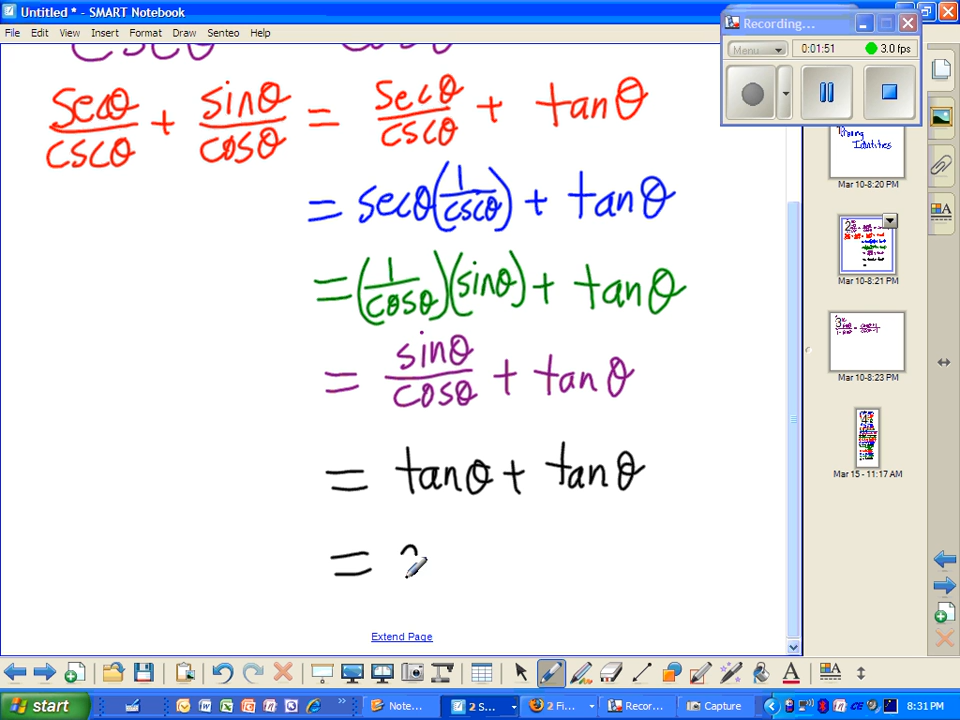 Untitled * - SMART Notebook
Recording...
File Edit View Insert Format Draw Senteo Help
Menu 0:01:51 3.0 fps
cscθ cosθ
secθ/cscθ + sinθ/cosθ = secθ/cscθ + tanθ
= secθ(1/cscθ) + tanθ
= (1/cosθ)(sinθ) + tanθ
= sinθ/cosθ + tanθ
= tanθ + tanθ
= 2
Extend Page
Identities
Mar 10-8:20 PM
Mar 10-8:21 PM
Mar 10-8:23 PM
Mar 15 - 11:17 AM
start
Note...
2 S...
2 Fi...
Recor...
Capture
8:31 PM